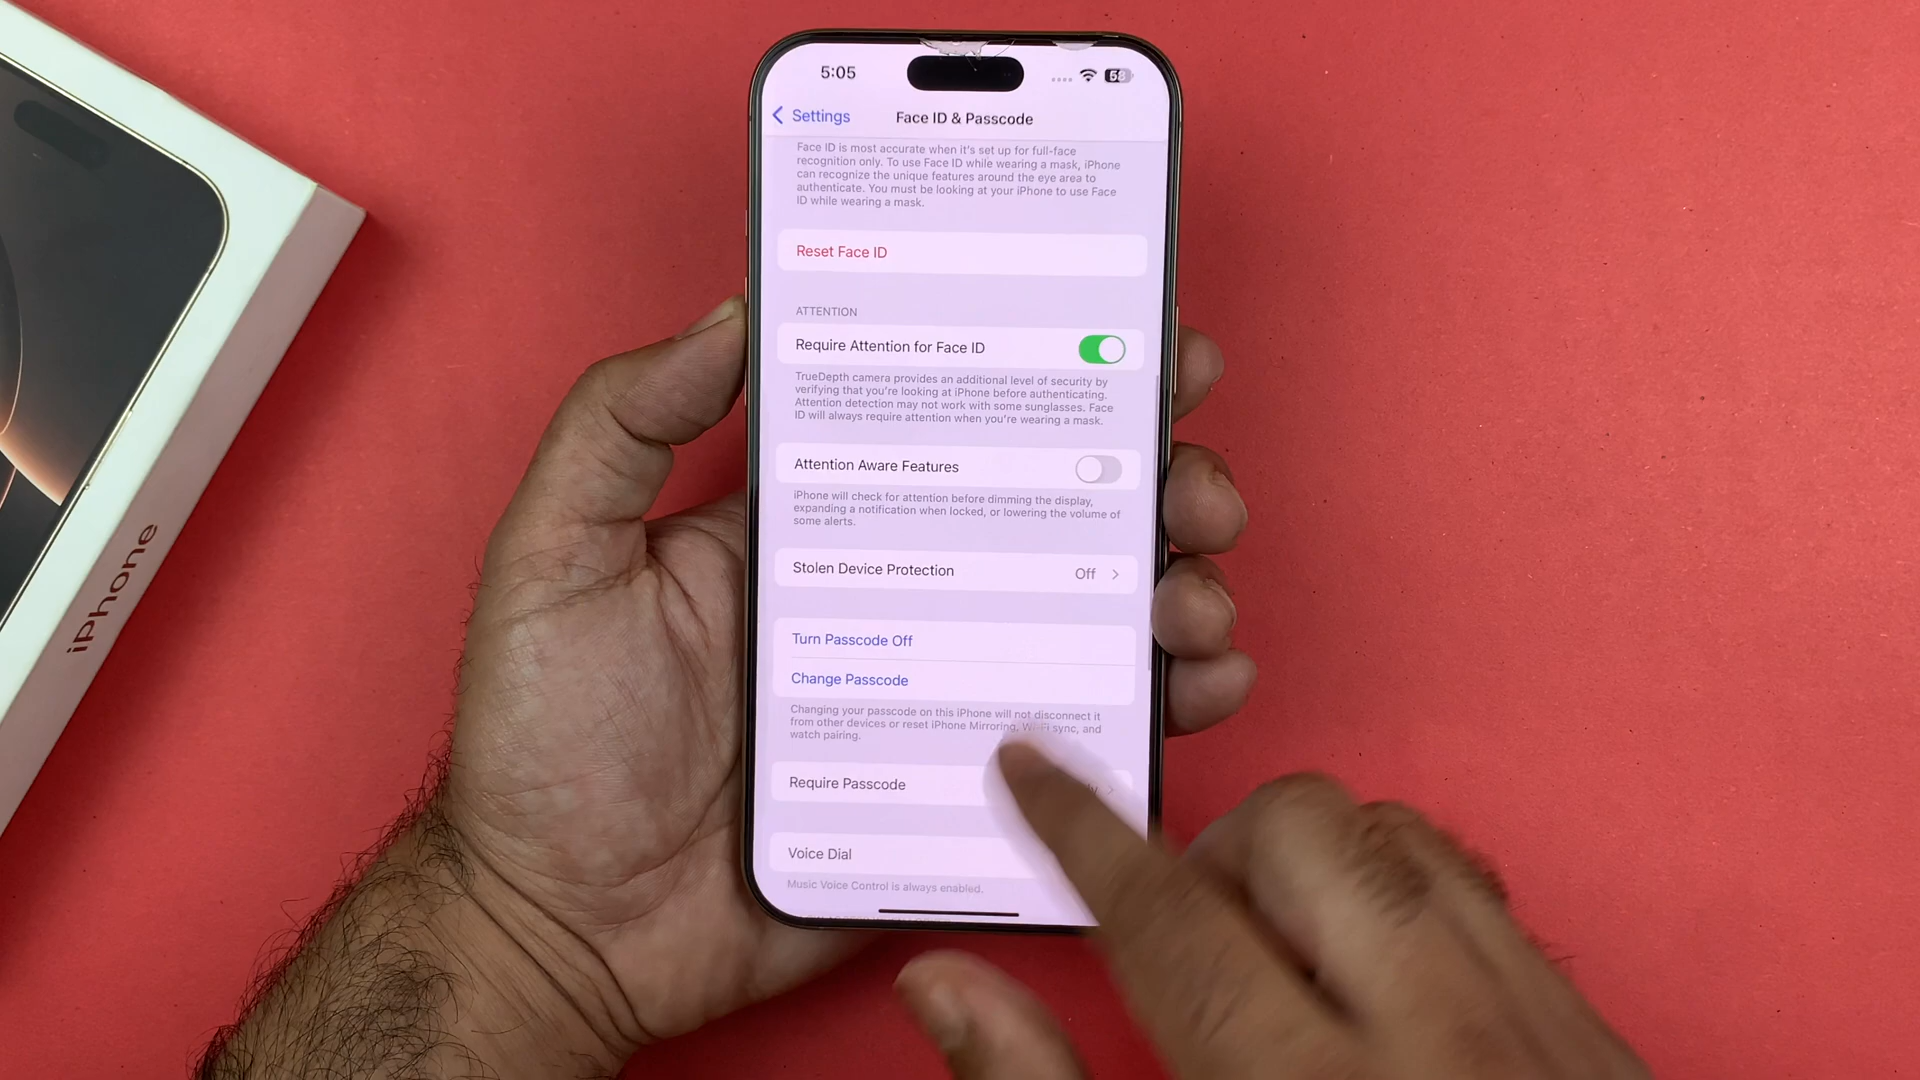 5:05
58
Settings
Face ID & Passcode
Face ID is most accurate when it's set up for full-face
recognition only. To use Face ID while wearing a mask, iPhone
can recognize the unique features around the eye area to
authenticate. You must be looking at your iPhone to use Face
ID while wearing a mask.
Reset Face ID
ATTENTION
Require Attention for Face ID
TrueDepth camera provides an additional level of security by
verifying that you're looking at iPhone before authenticating.
Attention detection may not work with some sunglasses. Face
ID will always require attention when you're wearing a mask.
Attention Aware Features
iPhone will check for attention before dimming the display,
expanding a notification when locked, or lowering the volume of
some alerts.
Stolen Device Protection
Off
Turn Passcode Off
Change Passcode
Changing your passcode on this iPhone will not disconnect it
from other devices or reset iPhone Mirroring, Wi-Fi sync, and
watch pairing.
Require Passcode
Voice Dial
Music Voice Control is always enabled.
iPhone